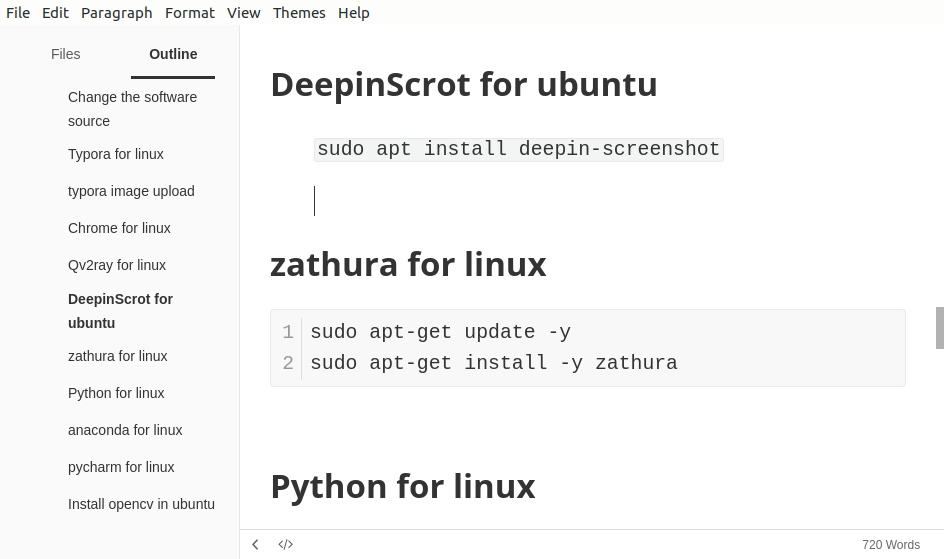 File Edit Paragraph Format View Themes Help
Files Outline
Change the software
source
Typora for linux
typora image upload
Chrome for linux
Qv2ray for linux
DeepinScrot for
ubuntu
zathura for linux
Python for linux
anaconda for linux
pycharm for linux
Install opencv in ubuntu
DeepinScrot for ubuntu
sudo apt install deepin-screenshot
zathura for linux
1 sudo apt-get update -y
2 sudo apt-get install -y zathura
Python for linux
720 Words